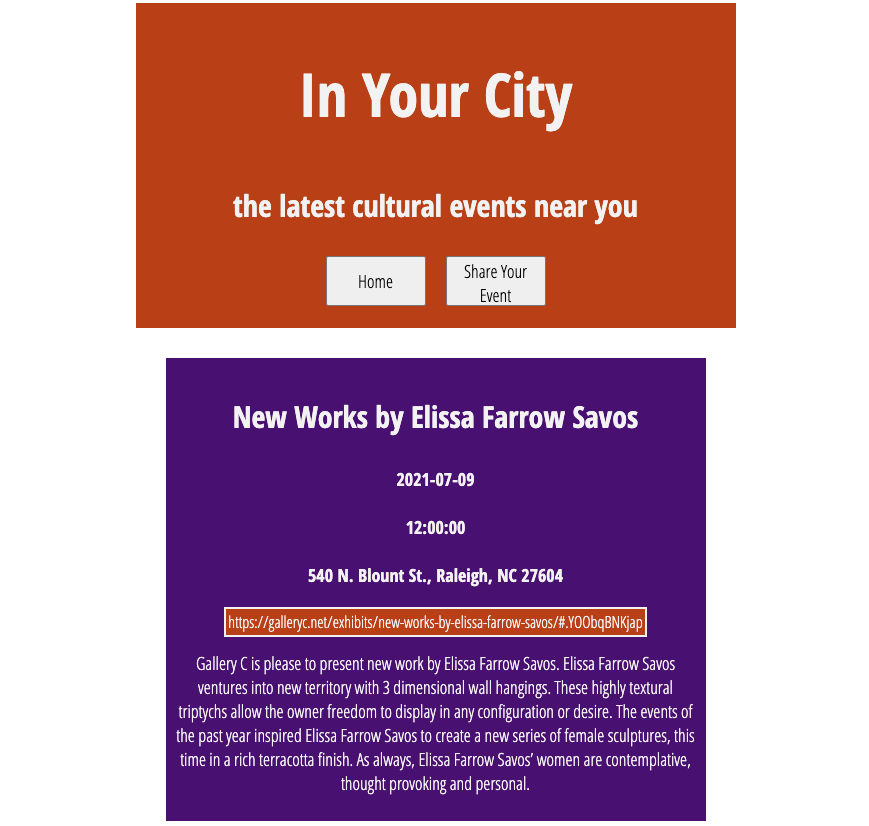 In Your City
the latest cultural events near you
Home
Share Your
Event
New Works by Elissa Farrow Savos
2021-07-09
12:00:00
540 N. Blount St., Raleigh, NC 27604
https://galleryc.net/exhibits/new-works-by-elissa-farrow-savos/#.YOObqBNKjap
Gallery C is please to present new work by Elissa Farrow Savos. Elissa Farrow Savos
ventures into new territory with 3 dimensional wall hangings. These highly textural
triptychs allow the owner freedom to display in any configuration or desire. The events of
the past year inspired Elissa Farrow Savos to create a new series of female sculptures, this
time in a rich terracotta finish. As always, Elissa Farrow Savos’ women are contemplative,
thought provoking and personal.